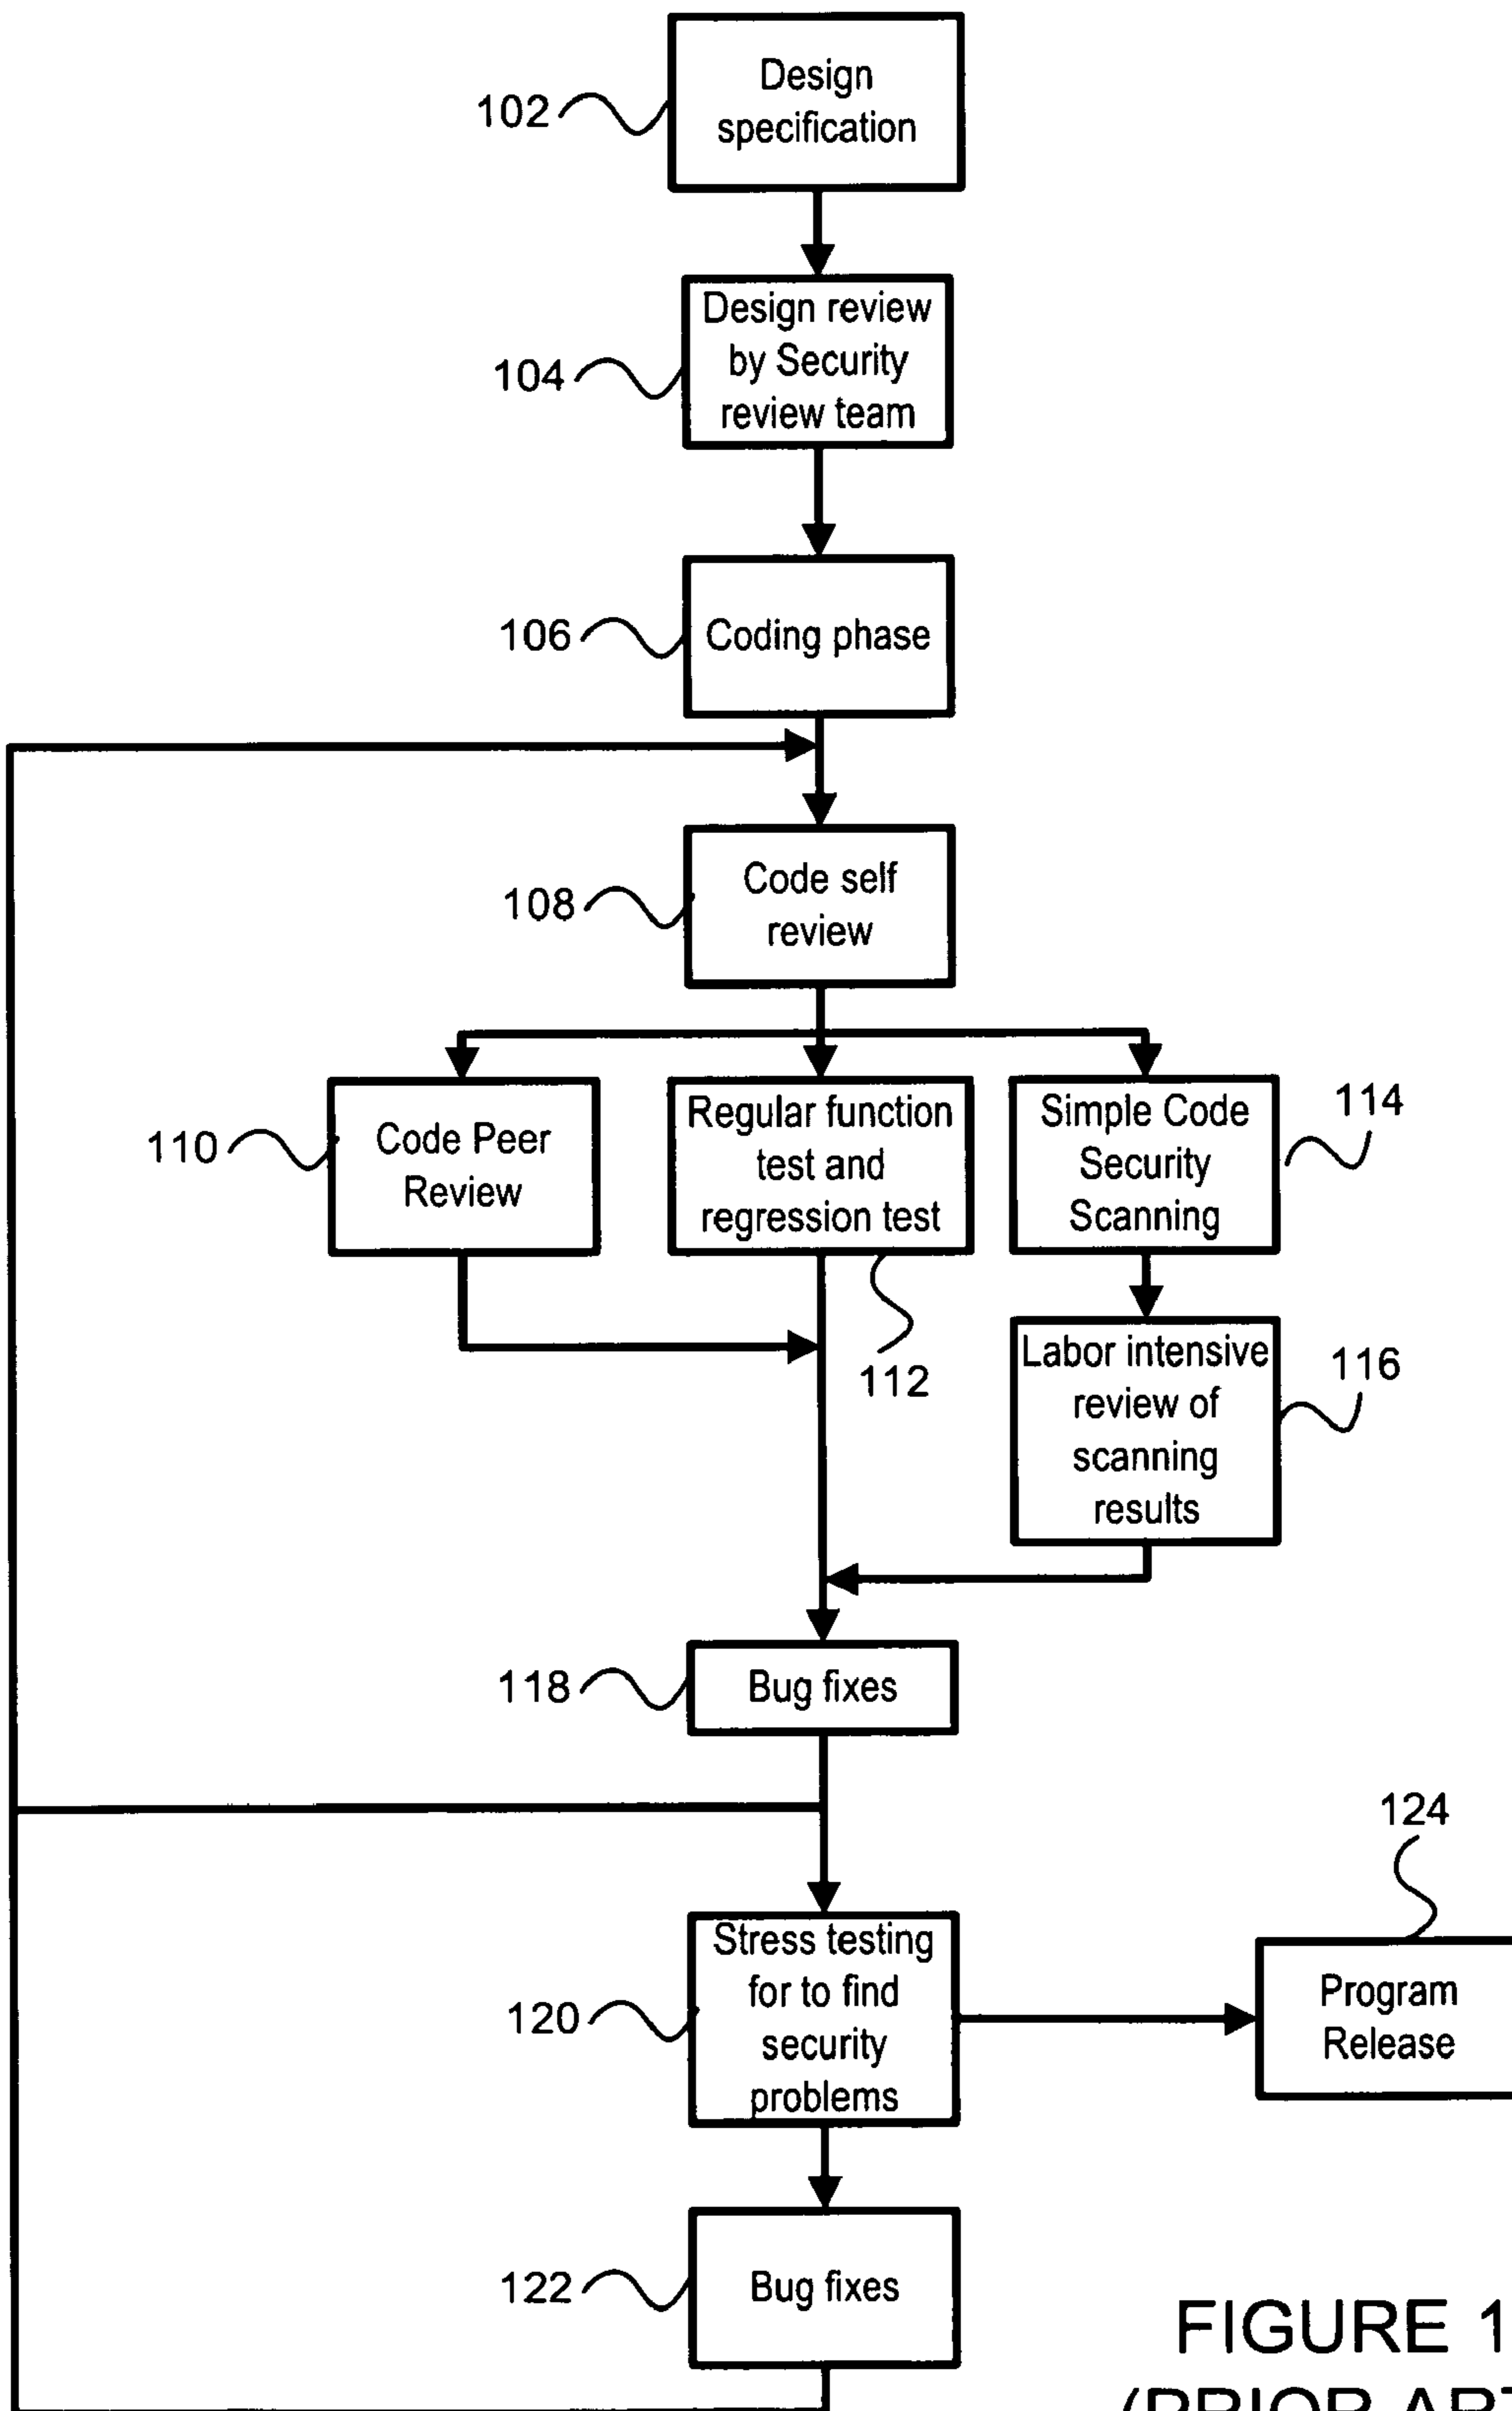 Design
specification
102
Design review
by Security
review team
104
Coding phase
106
Code self
review
108
Code Peer
Review
110
Regular function
test and
regression test
112
Simple Code
Security
Scanning
114
Labor intensive
review of
scanning
results
116
Bug fixes
118
Stress testing
for to find
security
problems
120
Program
Release
124
Bug fixes
122
FIGURE 1
(PRIOR ART